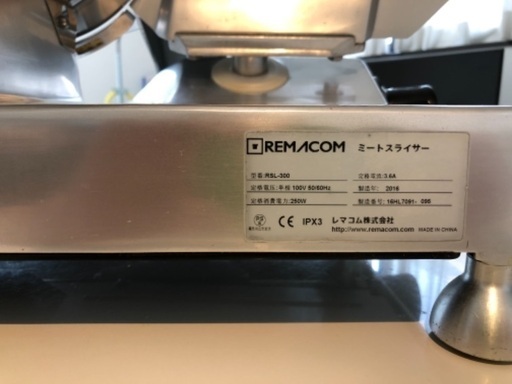 REMACOM ミートスライサー
型番:RSL-300 定格電流:3.6A
定格電圧:単相 100V 50/60Hz 製造年: 2016
定格消費電力:250W 製造番号:16HL7091- 095
CE IPX3 レマコム株式会社
http://www.remacom.com MADE IN CHINA